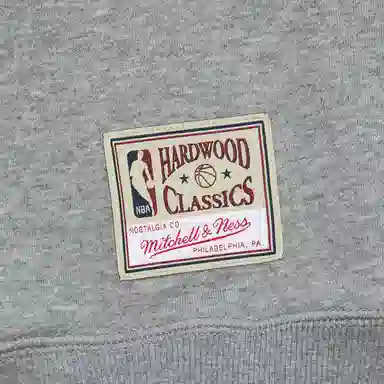 HARDWOOD
NBA
CLASSICS
NOSTALGIA CO
Mitchell & Ness
PHILADELPHIA, PA.